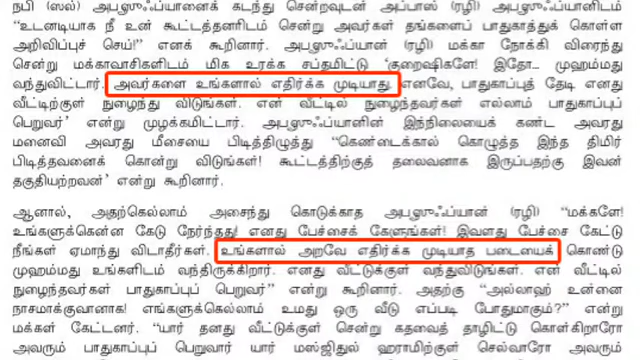 நபி (ஸல்) அபூஸுஃப்யானைக் கடந்து சென்றவுடன் அப்பாஸ் (ரழி) அபூஸுஃப்யானிடம்
“உடனடியாக நீ உன் கூட்டத்தனரிடம் சென்று அவர்கள் தங்களைப் பாதுகாத்துக் கொள்ள
அறிவிப்புச் செய்!” எனக் கூறினார். அபூஸுஃப்யான் (ரழி) மக்கா நோக்கி விரைந்து
சென்று மக்காவாசிகளிடம் மிக உரக்க சப்தமிட்டு ‘குறைஷிகளே! இதோ... முஹம்மது
வந்துவிட்டார். அவர்களை உங்களால் எதிர்க்க முடியாது. எனவே, பாதுகாப்புத் தேடி எனது
வீட்டிற்குள் நுழைந்து விடுங்கள். என் வீட்டில் நுழைந்தவர்கள் எல்லாம் பாதுகாப்புப்
பெறுவர்’ என்று முழக்கமிட்டார். அபூஸுஃப்யானின் இந்நிலையைக் கண்ட அவரது
மனைவி அவரது மீசையை பிடித்திழுத்து “கெண்டைக்கால் கொழுத்த இந்த திமிர்
பிடித்தவனைக் கொன்று விடுங்கள்! கூட்டத்திற்குத் தலைவனாக இருப்பதற்கு இவன்
தகுதியற்றவன்’ என்று கூறினார்.
ஆனால், அதற்கெல்லாம் அசைந்து கொடுக்காத அபூஸுஃப்யான் (ரழி) “மக்களே!
உங்களுக்கென்ன கேடு நேர்ந்தது! எனது பேச்சைக் கேளுங்கள்! இவளது பேச்சை கேட்டு
நீங்கள் ஏமாந்து விடாதீர்கள். உங்களால் அறவே எதிர்க்க முடியாத படையைக் கொண்டு
முஹம்மது உங்களிடம் வந்திருக்கிறார். எனது வீட்டுக்குள் வந்துவிடுங்கள். என் வீட்டில்
நுழைந்தவர்கள் பாதுகாப்புப் பெறுவர்” என்று கூறினார். அதற்கு “அல்லாஹ் உன்னை
நாசமாக்குவானாக! எங்களுக்கெல்லாம் உமது ஒரு வீடு எப்படி போதுமாகும்?” என்று
மக்கள் கேட்டனர். “யார் தனது வீட்டுக்குள் சென்று கதவைத் தாழிட்டு கொள்கிறாரோ
அவரும் பாதுகாப்புப் பெறுவார் யார் மஸ்ஜிதுல் ஹராமிற்குள் செல்வாரோ அவரும்